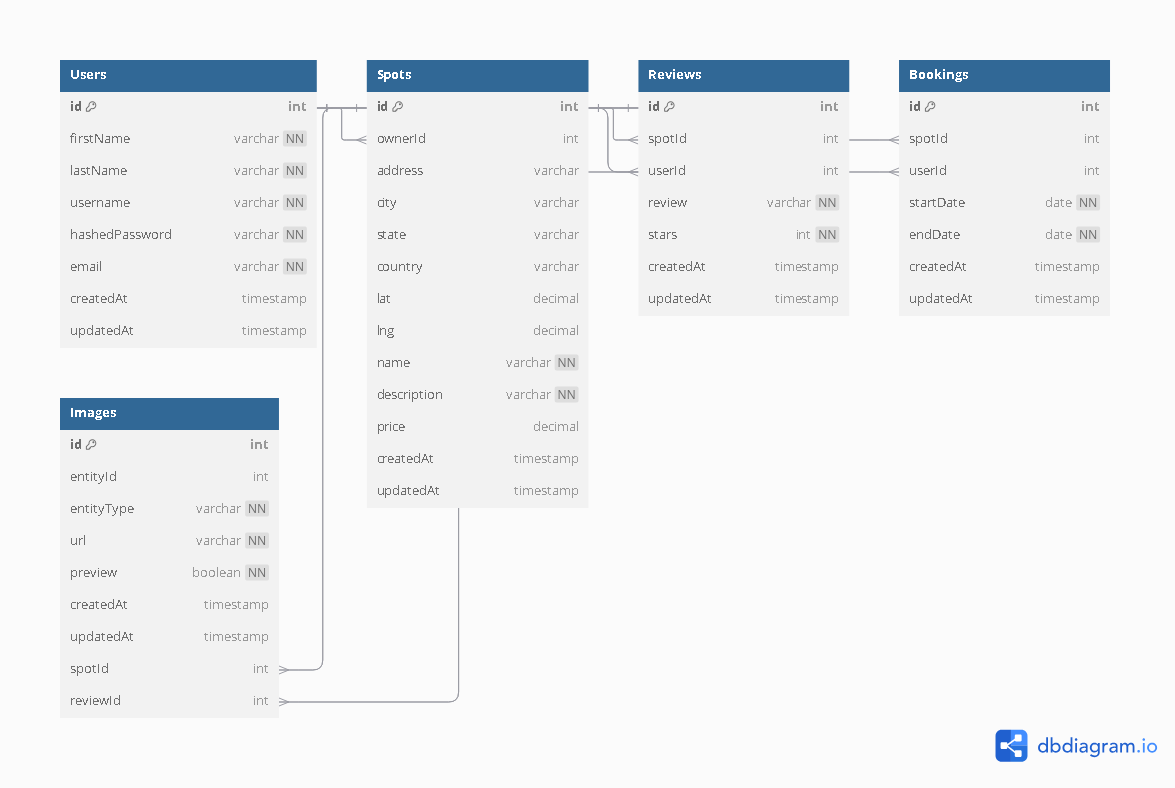 Users
id int
firstName varchar NN
lastName varchar NN
username varchar NN
hashedPassword varchar NN
email varchar NN
createdAt timestamp
updatedAt timestamp
Spots
id int
ownerId int
address varchar
city varchar
state varchar
country varchar
lat decimal
lng decimal
name varchar NN
description varchar NN
price decimal
createdAt timestamp
updatedAt timestamp
Reviews
id int
spotId int
userId int
review varchar NN
stars int NN
createdAt timestamp
updatedAt timestamp
Bookings
id int
spotId int
userId int
startDate date NN
endDate date NN
createdAt timestamp
updatedAt timestamp
Images
id int
entityId int
entityType varchar NN
url varchar NN
preview boolean NN
createdAt timestamp
updatedAt timestamp
spotId int
reviewId int
dbdiagram.io